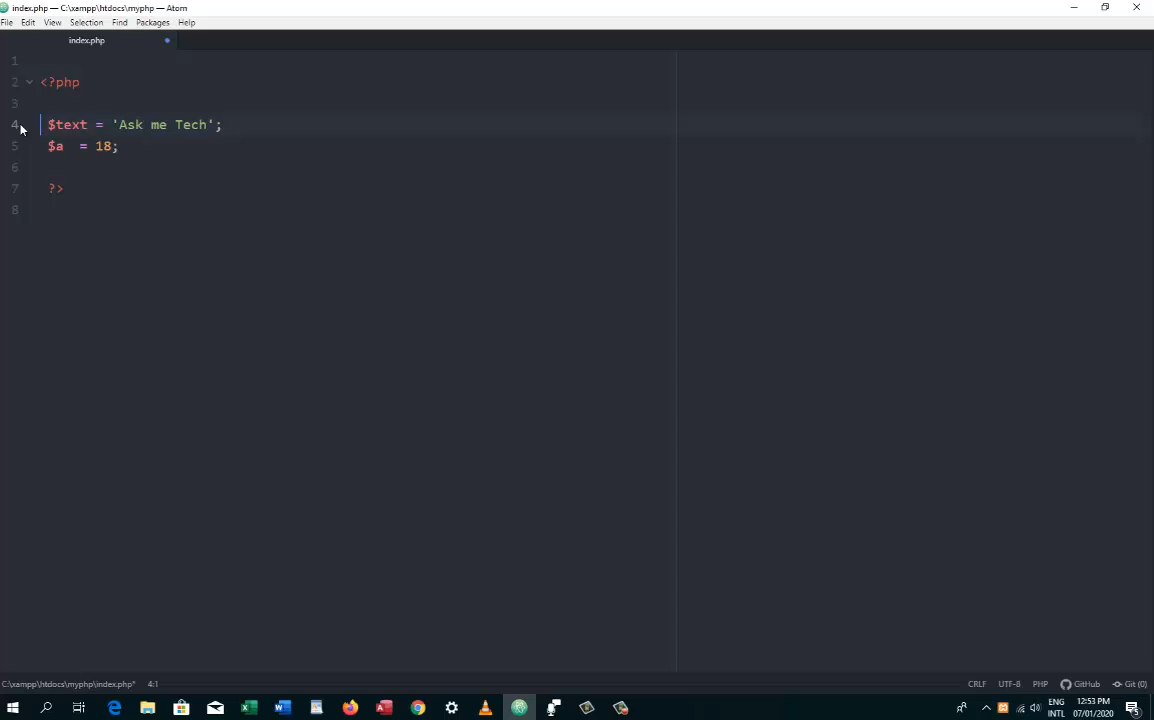 index.php — C:\xampp\htdocs\myphp — Atom
File Edit View Selection Find Packages Help
index.php
1
2 <?php
3
4 $text = 'Ask me Tech';
5 $a  = 18;
6
7 ?>
8
C:\xampp\htdocs\myphp\index.php* 4:1 CRLF UTF-8 PHP GitHub Git (0)
ENG 12:53 PM
INTL 07/01/2020 5